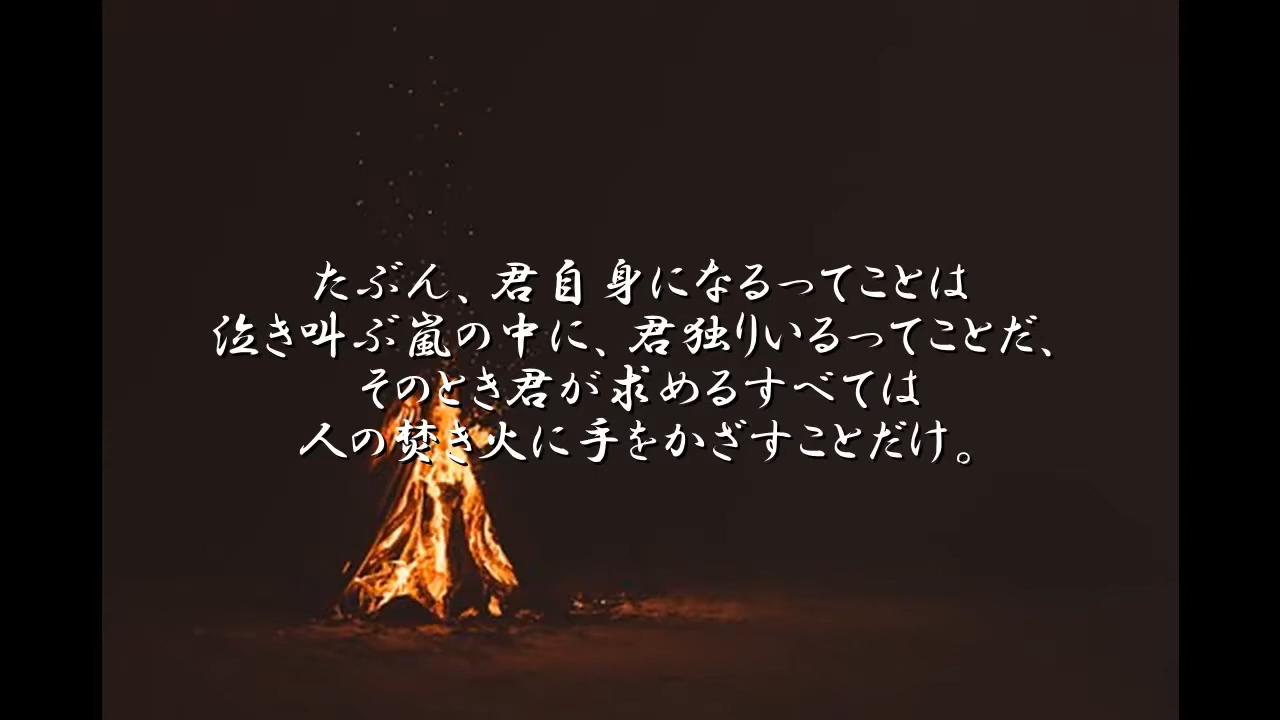 たぶん、君自身になるってことは
泣き叫ぶ嵐の中に、君独りいるってことだ、
そのとき君が求めるすべては
人の焚き火に手をかざすことだけ。